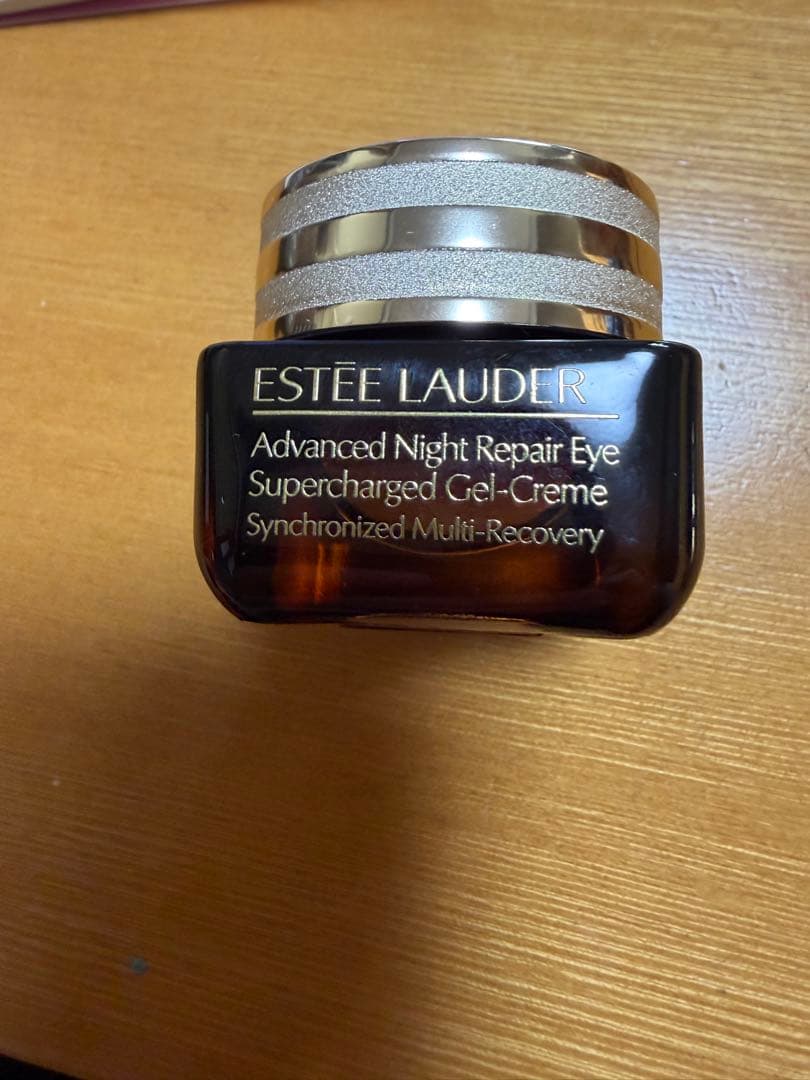 ESTĒE LAUDER
Advanced Night Repair Eye
Supercharged Gel-Creme
Synchronized Multi-Recovery